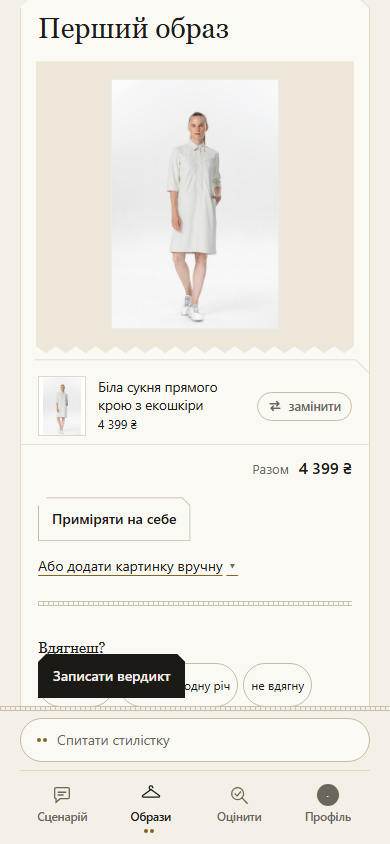 Перший образ
Біла сукня прямого
крою з екошкіри
4 399 ₴
замінити
Разом 4 399 ₴
Приміряти на себе
Або додати картинку вручну
Вдягнеш?
Записати вердикт
одну річ
не вдягну
Спитати стилістку
Сценарій
Образи
Оцінити
Профіль